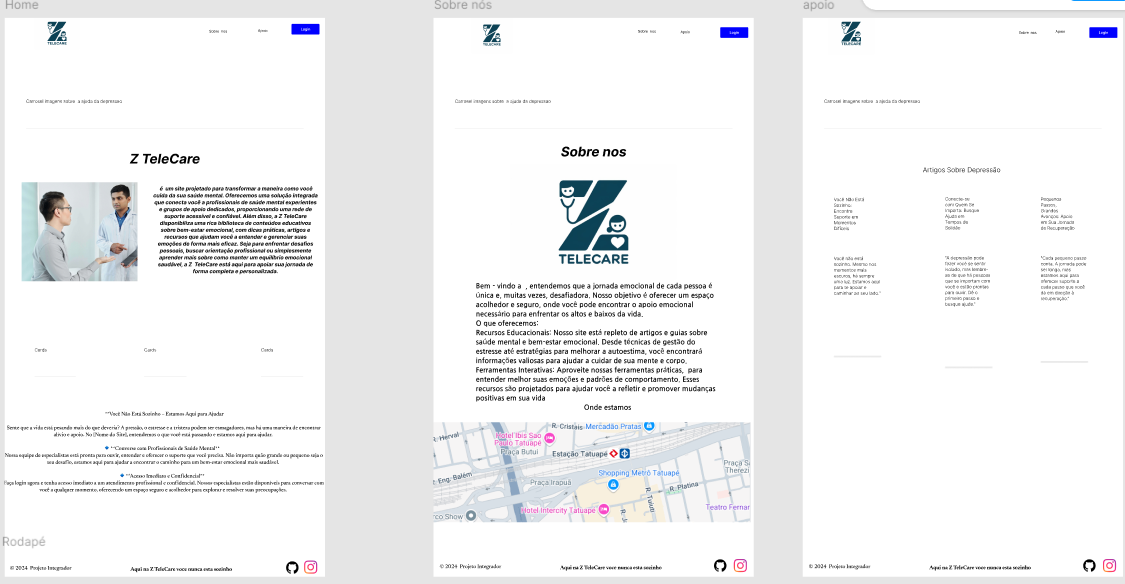 Home
TELECARE
Sobre nos
Apoio
Login
Carrosel imagens sobre a ajuda da depressao
Z TeleCare
é um site projetado para transformar a maneira como você
cuida da sua saúde mental. Oferecemos uma solução integrada
que conecta você a profissionais de saúde mental experientes
e grupos de apoio dedicados, proporcionando uma rede de
suporte acessível e confiável. Além disso, a Z TeleCare
disponibiliza uma rica biblioteca de conteúdos educativos
sobre bem-estar emocional, com dicas práticas, artigos e
recursos que ajudam você a entender e gerenciar suas
emoções de forma mais eficaz. Seja para enfrentar desafios
pessoais, buscar orientação profissional ou simplesmente
aprender mais sobre como manter um equilíbrio emocional
saudável, a Z TeleCare está aqui para apoiar sua jornada de
forma completa e personalizada.
Cards
Cards
Cards
**Você Não Está Sozinho – Estamos Aqui para Ajudar
Sente que a vida está pesando mais do que deveria? A pressão, o estresse e a tristeza podem ser esmagadores, mas há uma maneira de encontrar
alívio e apoio. No [Nome do Site], entendemos o que você está passando e estamos aqui para ajudar.
**Converse com Profissionais de Saúde Mental**
Nossa equipe de especialistas está pronta para ouvir, entender e oferecer o suporte que você precisa. Não importa quão grande ou pequeno seja o
seu desafio, estamos aqui para ajudar a encontrar o caminho para um bem-estar emocional mais saudável.
**Acesso Imediato e Confidencial**
Faça login agora e tenha acesso imediato a um atendimento profissional e confidencial. Nossos especialistas estão disponíveis para conversar com
você a qualquer momento, oferecendo um espaço seguro e acolhedor para explorar e resolver suas preocupações.
Rodapé
© 2024 Projeto Integrador
Aqui na Z TeleCare voce nunca esta sozinho
Sobre nós
TELECARE
Sobre nos
Apoio
Login
Carrosel imagens sobre a ajuda da depressao
Sobre nos
TELECARE
Bem - vindo a , entendemos que a jornada emocional de cada pessoa é
única e, muitas vezes, desafiadora. Nosso objetivo é oferecer um espaço
acolhedor e seguro, onde você pode encontrar o apoio emocional
necessário para enfrentar os altos e baixos da vida.
O que oferecemos:
Recursos Educacionais: Nosso site está repleto de artigos e guias sobre
saúde mental e bem-estar emocional. Desde técnicas de gestão do
estresse até estratégias para melhorar a autoestima, você encontrará
informações valiosas para ajudar a cuidar de sua mente e corpo.
Ferramentas Interativas: Aproveite nossas ferramentas práticas, para
entender melhor suas emoções e padrões de comportamento. Esses
recursos são projetados para ajudar você a refletir e promover mudanças
positivas em sua vida
Onde estamos
R. Herval
R. Cristais
Mercadão Pratas
Hotel Ibis Sao
Paulo Tatuapé
Praça Butuí
Estação Tatuapé
Praça S
Therezi
Eng. Balém
Praça Irapuá
Shopping Metrô Tatuapé
R. Platina
R. Tuiuti
Hotel Intercity Tatuapé
Teatro Fernar
co Show
© 2024 Projeto Integrador
Aqui na Z TeleCare voce nunca esta sozinho
apoio
TELECARE
Sobre nos
Apoio
Login
Carrosel imagens sobre a ajuda da depressao
Artigos Sobre Depressão
Você Não Está
Sozinho:
Encontre
Suporte em
Momentos
Difíceis
Conecte-se
com Quem Se
Importa: Busque
Ajuda em
Tempos de
Solidão
Pequenos
Passos,
Grandes
Avanços: Apoio
em Sua Jornada
de Recuperação
Você não está
sozinho. Mesmo nos
momentos mais
escuros, há sempre
uma luz. Estamos aqui
para te apoiar e
caminhar ao seu lado."
"A depressão pode
fazer você se sentir
isolado, mas lembre-
se de que há pessoas
que se importam com
você e estão prontas
para ouvir. Dê o
primeiro passo e
busque ajuda."
"Cada pequeno passo
conta. A jornada pode
ser longa, mas
estamos aqui para
oferecer suporte a
cada passo que você
dá em direção à
recuperação."
© 2024 Projeto Integrador
Aqui na Z TeleCare voce nunca esta sozinho